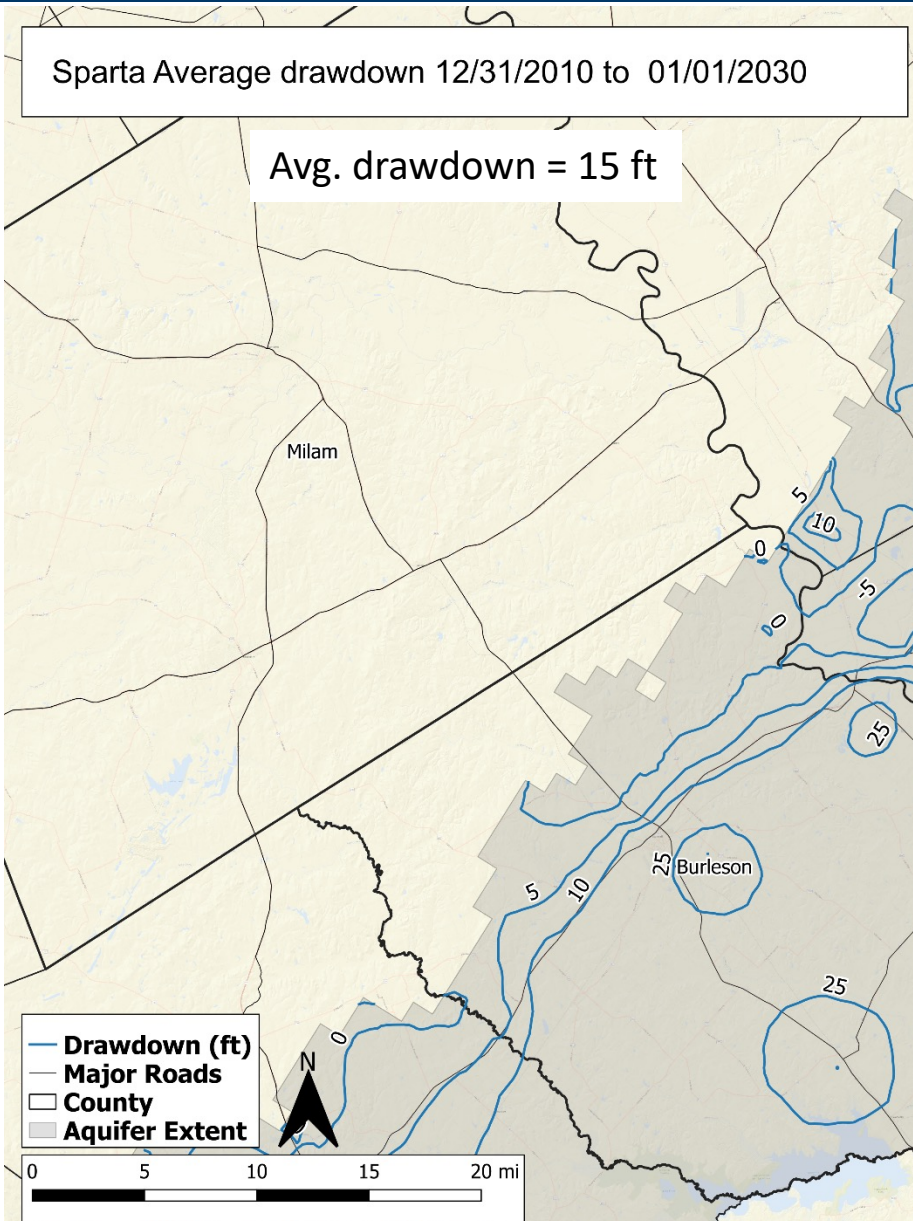 Sparta Average drawdown 12/31/2010 to 01/01/2030
Avg. drawdown = 15 ft
Milam
5
10
0
-5
0
25
25
Burleson
5
10
25
0
Drawdown (ft)
Major Roads
County
Aquifer Extent
N
0 5 10 15 20 mi